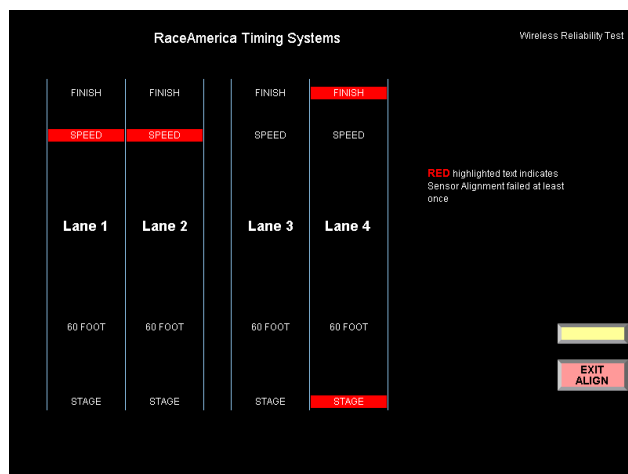 RaceAmerica Timing Systems
Wireless Reliability Test
FINISH FINISH FINISH FINISH
SPEED SPEED SPEED SPEED
RED highlighted text indicates
Sensor Alignment failed at least
once
Lane 1 Lane 2 Lane 3 Lane 4
60 FOOT 60 FOOT 60 FOOT 60 FOOT
EXIT
ALIGN
STAGE STAGE STAGE STAGE